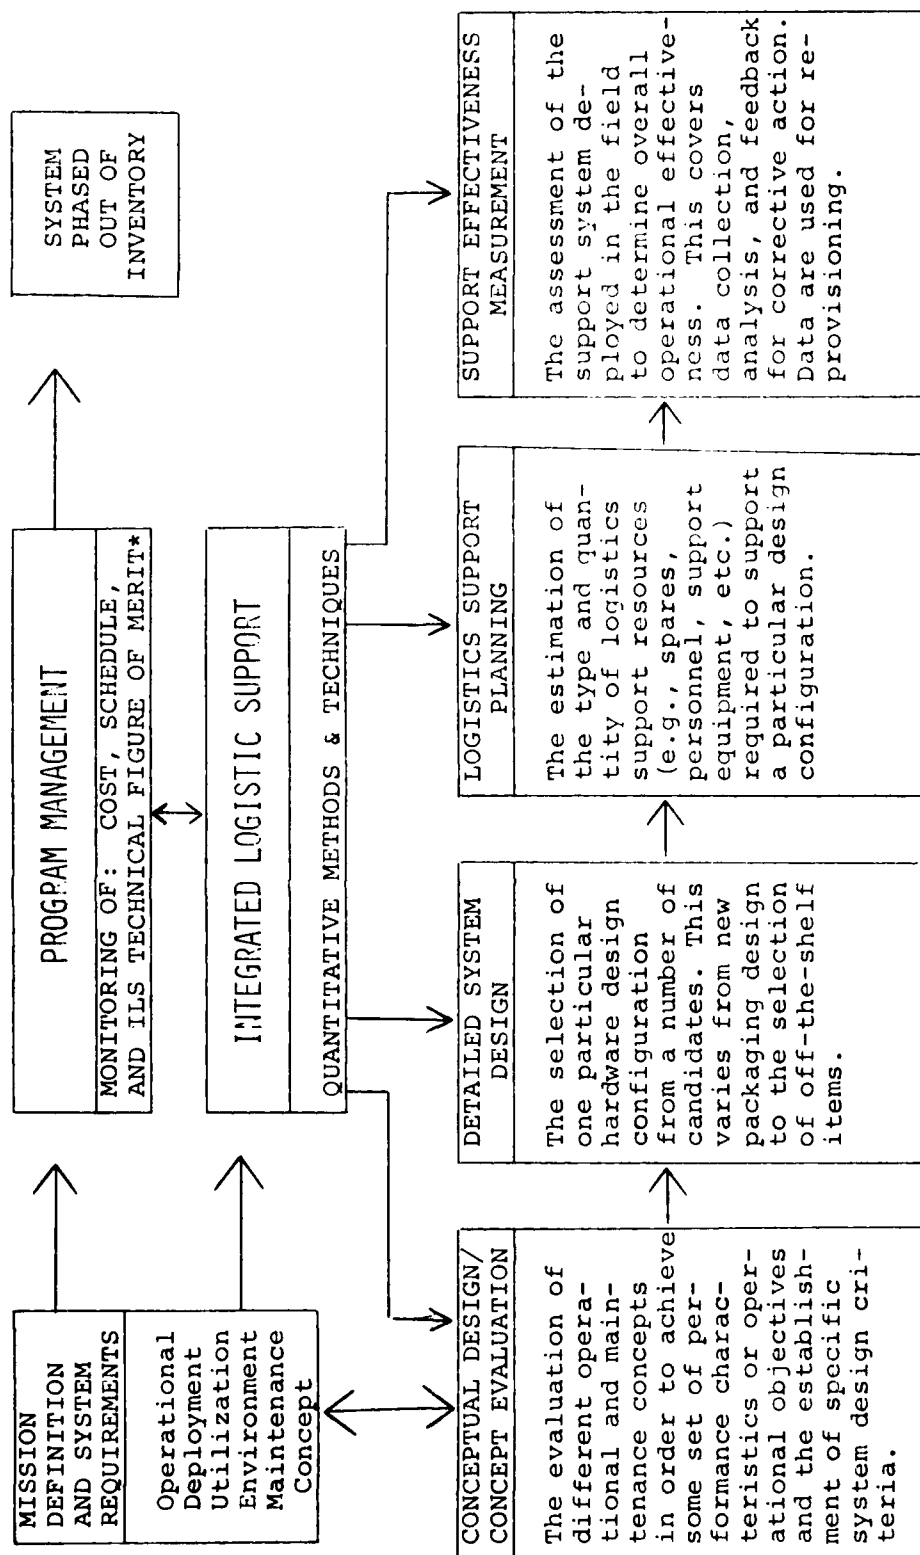 MISSION
DEFINITION
AND SYSTEM
REQUIREMENTS
Operational
Deployment
Utilization
Environment
Maintenance
Concept
PROGRAM MANAGEMENT
MONITORING OF: COST, SCHEDULE,
AND ILS TECHNICAL FIGURE OF MERIT*
SYSTEM
PHASED
OUT OF
INVENTORY
INTEGRATED LOGISTIC SUPPORT
QUANTITATIVE METHODS & TECHNIQUES
CONCEPTUAL DESIGN/
CONCEPT EVALUATION
The evaluation of
different opera-
tional and main-
tenance concepts
in order to achieve
some set of per-
formance charac-
teristics or oper-
ational objectives
and the establish-
ment of specific
system design cri-
teria.
DETAILED SYSTEM
DESIGN
The selection of
one particular
hardware design
configuration
from a number of
candidates. This
varies from new
packaging design
to the selection
of off-the-shelf
items.
LOGISTICS SUPPORT
PLANNING
The estimation of
the type and quan-
tity of logistics
support resources
(e.g., spares,
personnel, support
equipment, etc.)
required to support
a particular design
configuration.
SUPPORT EFFECTIVENESS
MEASUREMENT
The assessment of the
support system de-
ployed in the field
to determine overall
operational effective-
ness. This covers
data collection,
analysis, and feedback
for corrective action.
Data are used for re-
provisioning.